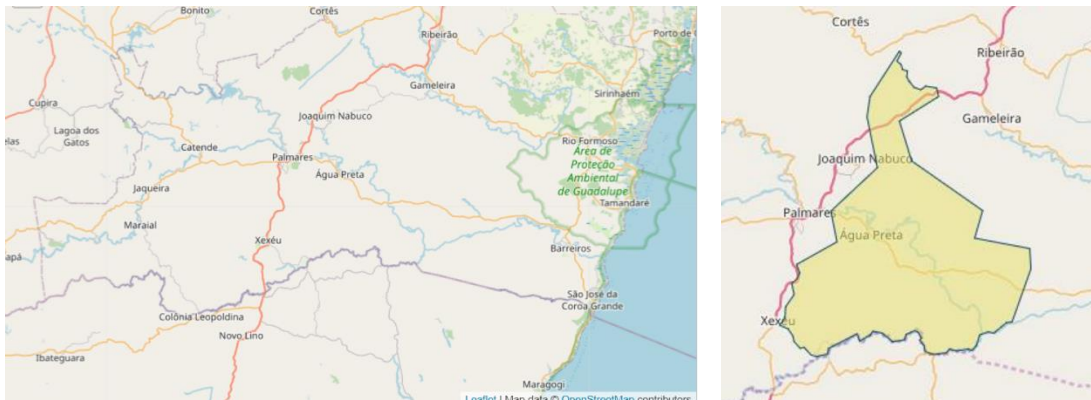 Bonito
Cortês
Ribeirão
Porto de
Gameleira
Sirinhaém
Cupira
Joaquim Nabuco
Lagoa dos
Gatos
elas
Catende
Rio Formoso
Palmares
Área de
Proteção
Ambiental
de Guadalupe
Água Preta
Jaqueira
Tamandaré
Maraial
Xexéu
Barreiros
apá
São José da
Coroa Grande
Colônia Leopoldina
Novo Lino
Ibateguara
Maragogi
Leaflet | Map data © OpenStreetMap contributors
Cortês
Ribeirão
Gameleira
Joaquim Nabuco
Palmares
Água Preta
Xexéu